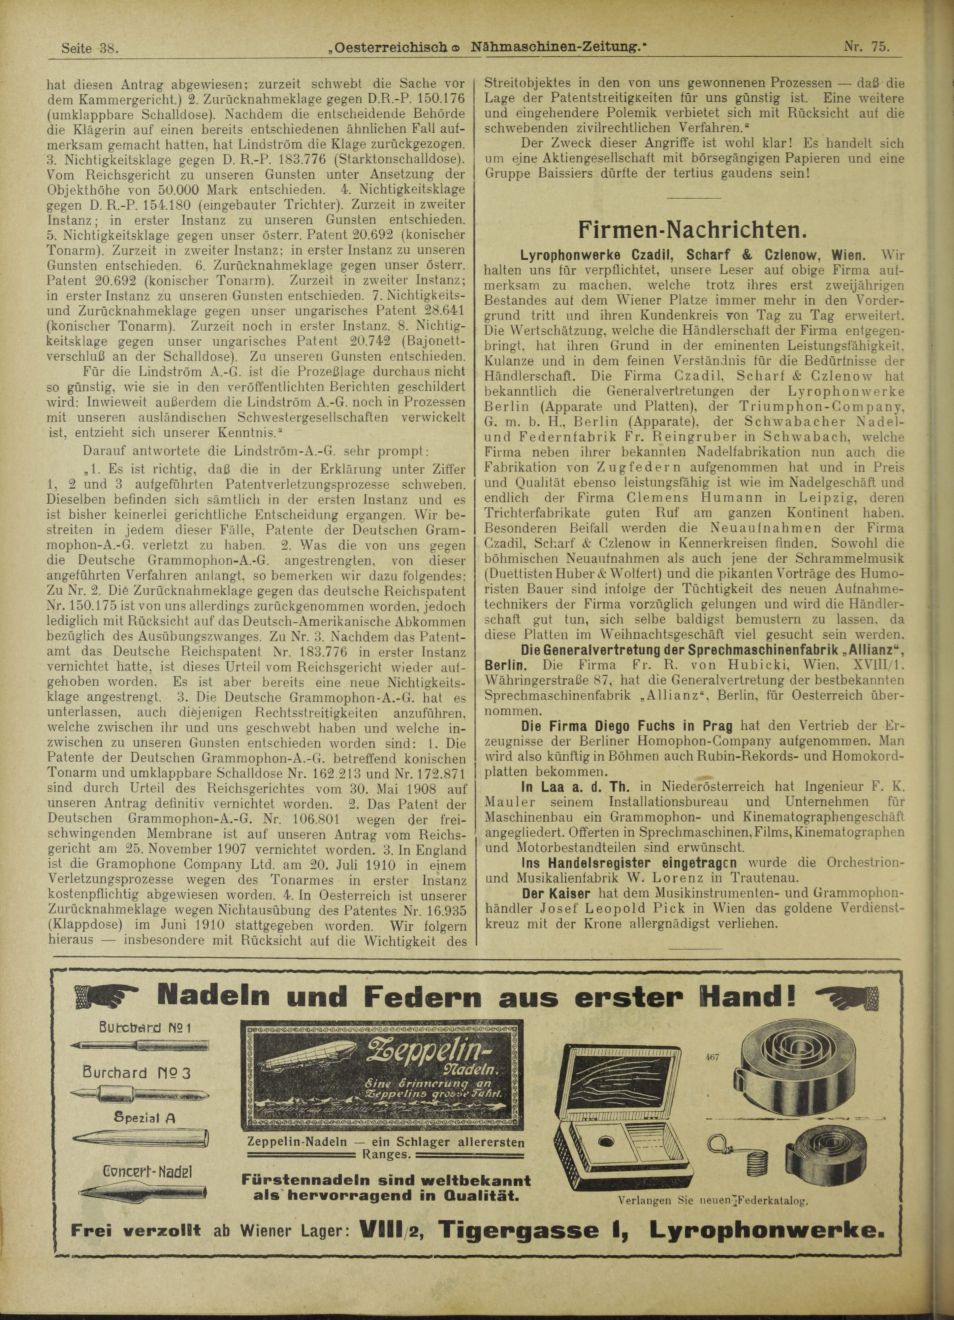 Seite 38.
„Oesterreichische Nähmaschinen-Zeitung."
Nr. 75.
hat diesen Antrag abgewiesen; zurzeit schwebt die Sache vor
dem Kammergericht.) 2. Zurücknahmeklage gegen D.R.-P. 150.176
(umklappbare Schalldose). Nachdem die entscheidende Behörde
die Klägerin auf einen bereits entschiedenen ähnlichen Fall auf-
merksam gemacht hatten, hat Lindström die Klage zurückgezogen.
3. Nichtigkeitsklage gegen D. R.-P. 183.776 (Starktonschalldose).
Vom Reichsgericht zu unseren Gunsten unter Ansetzung der
Objekthöhe von 50.000 Mark entschieden. 4. Nichtigkeitsklage
gegen D. R.-P. 154.180 (eingebauter Trichter). Zurzeit in zweiter
Instanz; in erster Instanz zu unseren Gunsten entschieden.
5. Nichtigkeitsklage gegen unser österr. Patent 20.692 (konischer
Tonarm). Zurzeit in zweiter Instanz; in erster Instanz zu unseren
Gunsten entschieden. 6. Zurücknahmeklage gegen unser österr.
Patent 20.692 (konischer Tonarm). Zurzeit in zweiter Instanz;
in erster Instanz zu unseren Gunsten entschieden. 7. Nichtigkeits-
und Zurücknahmeklage gegen unser ungarisches Patent 28.641
(konischer Tonarm). Zurzeit noch in erster Instanz. 8. Nichtig-
keitsklage gegen unser ungarisches Patent 20.742 (Bajonett-
verschluß an der Schalldose). Zu unseren Gunsten entschieden.
Für die Lindström A.-G. ist die Prozeßlage durchaus nicht
so günstig, wie sie in den veröffentlichten Berichten geschildert
wird: Inwieweit außerdem die Lindström A.-G. noch in Prozessen
mit unseren ausländischen Schwestergesellschaften verwickelt
ist, entzieht sich unserer Kenntnis."
Darauf antwortete die Lindström-A.-G. sehr prompt:
„1. Es ist richtig, daß die in der Erklärung unter Ziffer
1, 2 und 3 aufgeführten Patentverletzungsprozesse schweben.
Dieselben befinden sich sämtlich in der ersten Instanz und es
ist bisher keinerlei gerichtliche Entscheidung ergangen. Wir be-
streiten in jedem dieser Fälle, Patente der Deutschen Gram-
mophon-A.-G. verletzt zu haben. 2. Was die von uns gegen
die Deutsche Grammophon-A.-G. angestrengten, von dieser
angeführten Verfahren anlangt, so bemerken wir dazu folgendes:
Zu Nr. 2. Die Zurücknahmeklage gegen das deutsche Reichspatent
Nr. 150.175 ist von uns allerdings zurückgenommen worden, jedoch
lediglich mit Rücksicht auf das Deutsch-Amerikanische Abkommen
bezüglich des Ausübungszwanges. Zu Nr. 3. Nachdem das Patent-
amt das Deutsche Reichspatent Nr. 183.776 in erster Instanz
vernichtet hatte, ist dieses Urteil vom Reichsgericht wieder auf-
gehoben worden. Es ist aber bereits eine neue Nichtigkeits-
klage angestrengt. 3. Die Deutsche Grammophon-A.-G. hat es
unterlassen, auch diejenigen Rechtsstreitigkeiten anzuführen,
welche zwischen ihr und uns geschwebt haben und welche in-
zwischen zu unseren Gunsten entschieden worden sind: 1. Die
Patente der Deutschen Grammophon-A.-G. betreffend konischen
Tonarm und umklappbare Schalldose Nr. 162 213 und Nr. 172.871
sind durch Urteil des Reichsgerichtes vom 30. Mai 1908 auf
unseren Antrag definitiv vernichtet worden. 2. Das Patent der
Deutschen Grammophon-A.-G. Nr. 106.801 wegen der frei-
schwingenden Membrane ist auf unseren Antrag vom Reichs-
gericht am 25. November 1907 vernichtet worden. 3. In England
ist die Gramophone Company Ltd. am 20. Juli 1910 in einem
Verletzungsprozesse wegen des Tonarmes in erster Instanz
kostenpflichtig abgewiesen worden. 4. In Oesterreich ist unserer
Zurücknahmeklage wegen Nichtausübung des Patentes Nr. 16.935
(Klappdose) im Juni 1910 stattgegeben worden. Wir folgern
hieraus — insbesondere mit Rücksicht auf die Wichtigkeit des
Streitobjektes in den von uns gewonnenen Prozessen — daß die
Lage der Patentstreitigkeiten für uns günstig ist. Eine weitere
und eingehendere Polemik verbietet sich mit Rücksicht auf die
schwebenden zivilrechtlichen Verfahren."
Der Zweck dieser Angriffe ist wohl klar! Es handelt sich
um eine Aktiengesellschaft mit börsegängigen Papieren und eine
Gruppe Baissiers dürfte der tertius gaudens sein!
Firmen-Nachrichten.
Lyrophonwerke Czadil, Scharf & Czlenow, Wien. Wir
halten uns für verpflichtet, unsere Leser auf obige Firma auf-
merksam zu machen, welche trotz ihres erst zweijährigen
Bestandes auf dem Wiener Platze immer mehr in den Vorder-
grund tritt und ihren Kundenkreis von Tag zu Tag erweitert.
Die Wertschätzung, welche die Händlerschaft der Firma entgegen-
bringt, hat ihren Grund in der eminenten Leistungsfähigkeit,
Kulanze und in dem feinen Verständnis für die Bedürfnisse der
Händlerschaft. Die Firma Czadil, Scharf & Czlenow hat
bekanntlich die Generalvertretungen der Lyrophonwerke
Berlin (Apparate und Platten), der Triumphon-Company,
G. m. b. H., Berlin (Apparate), der Schwabacher Nadel-
und Federnfabrik Fr. Reingruber in Schwabach, welche
Firma neben ihrer bekannten Nadelfabrikation nun auch die
Fabrikation von Zugfedern aufgenommen hat und in Preis
und Qualität ebenso leistungsfähig ist wie im Nadelgeschäft und
endlich der Firma Clemens Humann in Leipzig, deren
Trichterfabrikate guten Ruf am ganzen Kontinent haben.
Besonderen Beifall werden die Neuaufnahmen der Firma
Czadil, Scharf & Czlenow in Kennerkreisen finden. Sowohl die
böhmischen Neuaufnahmen als auch jene der Schrammelmusik
(Duettisten Huber & Wolfert) und die pikanten Vorträge des Humo-
risten Bauer sind infolge der Tüchtigkeit des neuen Aufnahme-
technikers der Firma vorzüglich gelungen und wird die Händler-
schaft gut tun, sich selbe baldigst bemustern zu lassen, da
diese Platten im Weihnachtsgeschäft viel gesucht sein werden.
Die Generalvertretung der Sprechmaschinenfabrik „Allianz",
Berlin. Die Firma Fr. R. von Hubicki, Wien, XVIII/1.
Währingerstraße 87, hat die Generalvertretung der bestbekannten
Sprechmaschinenfabrik „Allianz", Berlin, für Oesterreich über-
nommen.
Die Firma Diego Fuchs in Prag hat den Vertrieb der Er-
zeugnisse der Berliner Homophon-Company aufgenommen. Man
wird also künftig in Böhmen auch Rubin-Rekords- und Homokord-
platten bekommen.
In Laa a. d. Th. in Niederösterreich hat Ingenieur F. K.
Mauler seinem Installationsbureau und Unternehmen für
Maschinenbau ein Grammophon- und Kinematographengeschäft
angegliedert. Offerten in Sprechmaschinen, Films, Kinematographen
und Motorbestandteilen sind erwünscht.
Ins Handelsregister eingetragen wurde die Orchestrion-
und Musikalienfabrik W. Lorenz in Trautenau.
Der Kaiser hat dem Musikinstrumenten- und Grammophon-
händler Josef Leopold Pick in Wien das goldene Verdienst-
kreuz mit der Krone allergnädigst verliehen.
Nadeln und Federn aus erster Hand!
Burchard No 1
Burchard No 3
Spezial A
Concert-Nadel
Zeppelin-
Nadeln.
Eine Erinnerung an
Zeppelins grosse Fahrt.
Zeppelin-Nadeln — ein Schlager allerersten
Ranges.
Fürstennadeln sind weltbekannt
als hervorragend in Qualität.
467
Verlangen Sie neuen Federkatalog.
Frei verzollt ab Wiener Lager: VIII/2, Tigergasse 1, Lyrophonwerke.